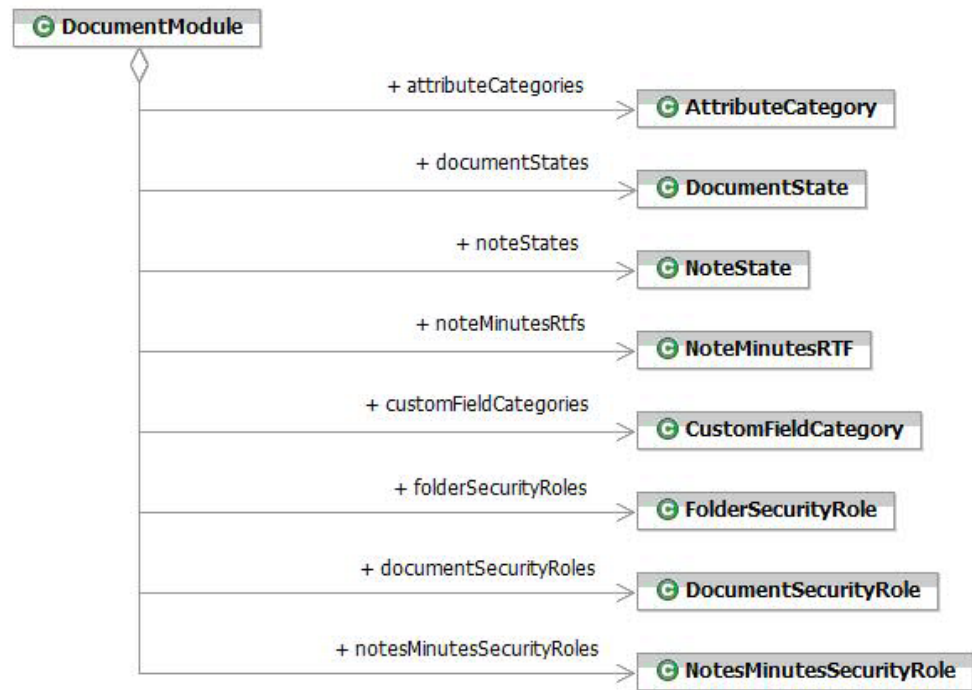 DocumentModule
+ attributeCategories
AttributeCategory
+ documentStates
DocumentState
+ noteStates
NoteState
+ noteMinutesRtfs
NoteMinutesRTF
+ customFieldCategories
CustomFieldCategory
+ folderSecurityRoles
FolderSecurityRole
+ documentSecurityRoles
DocumentSecurityRole
+ notesMinutesSecurityRoles
NotesMinutesSecurityRole